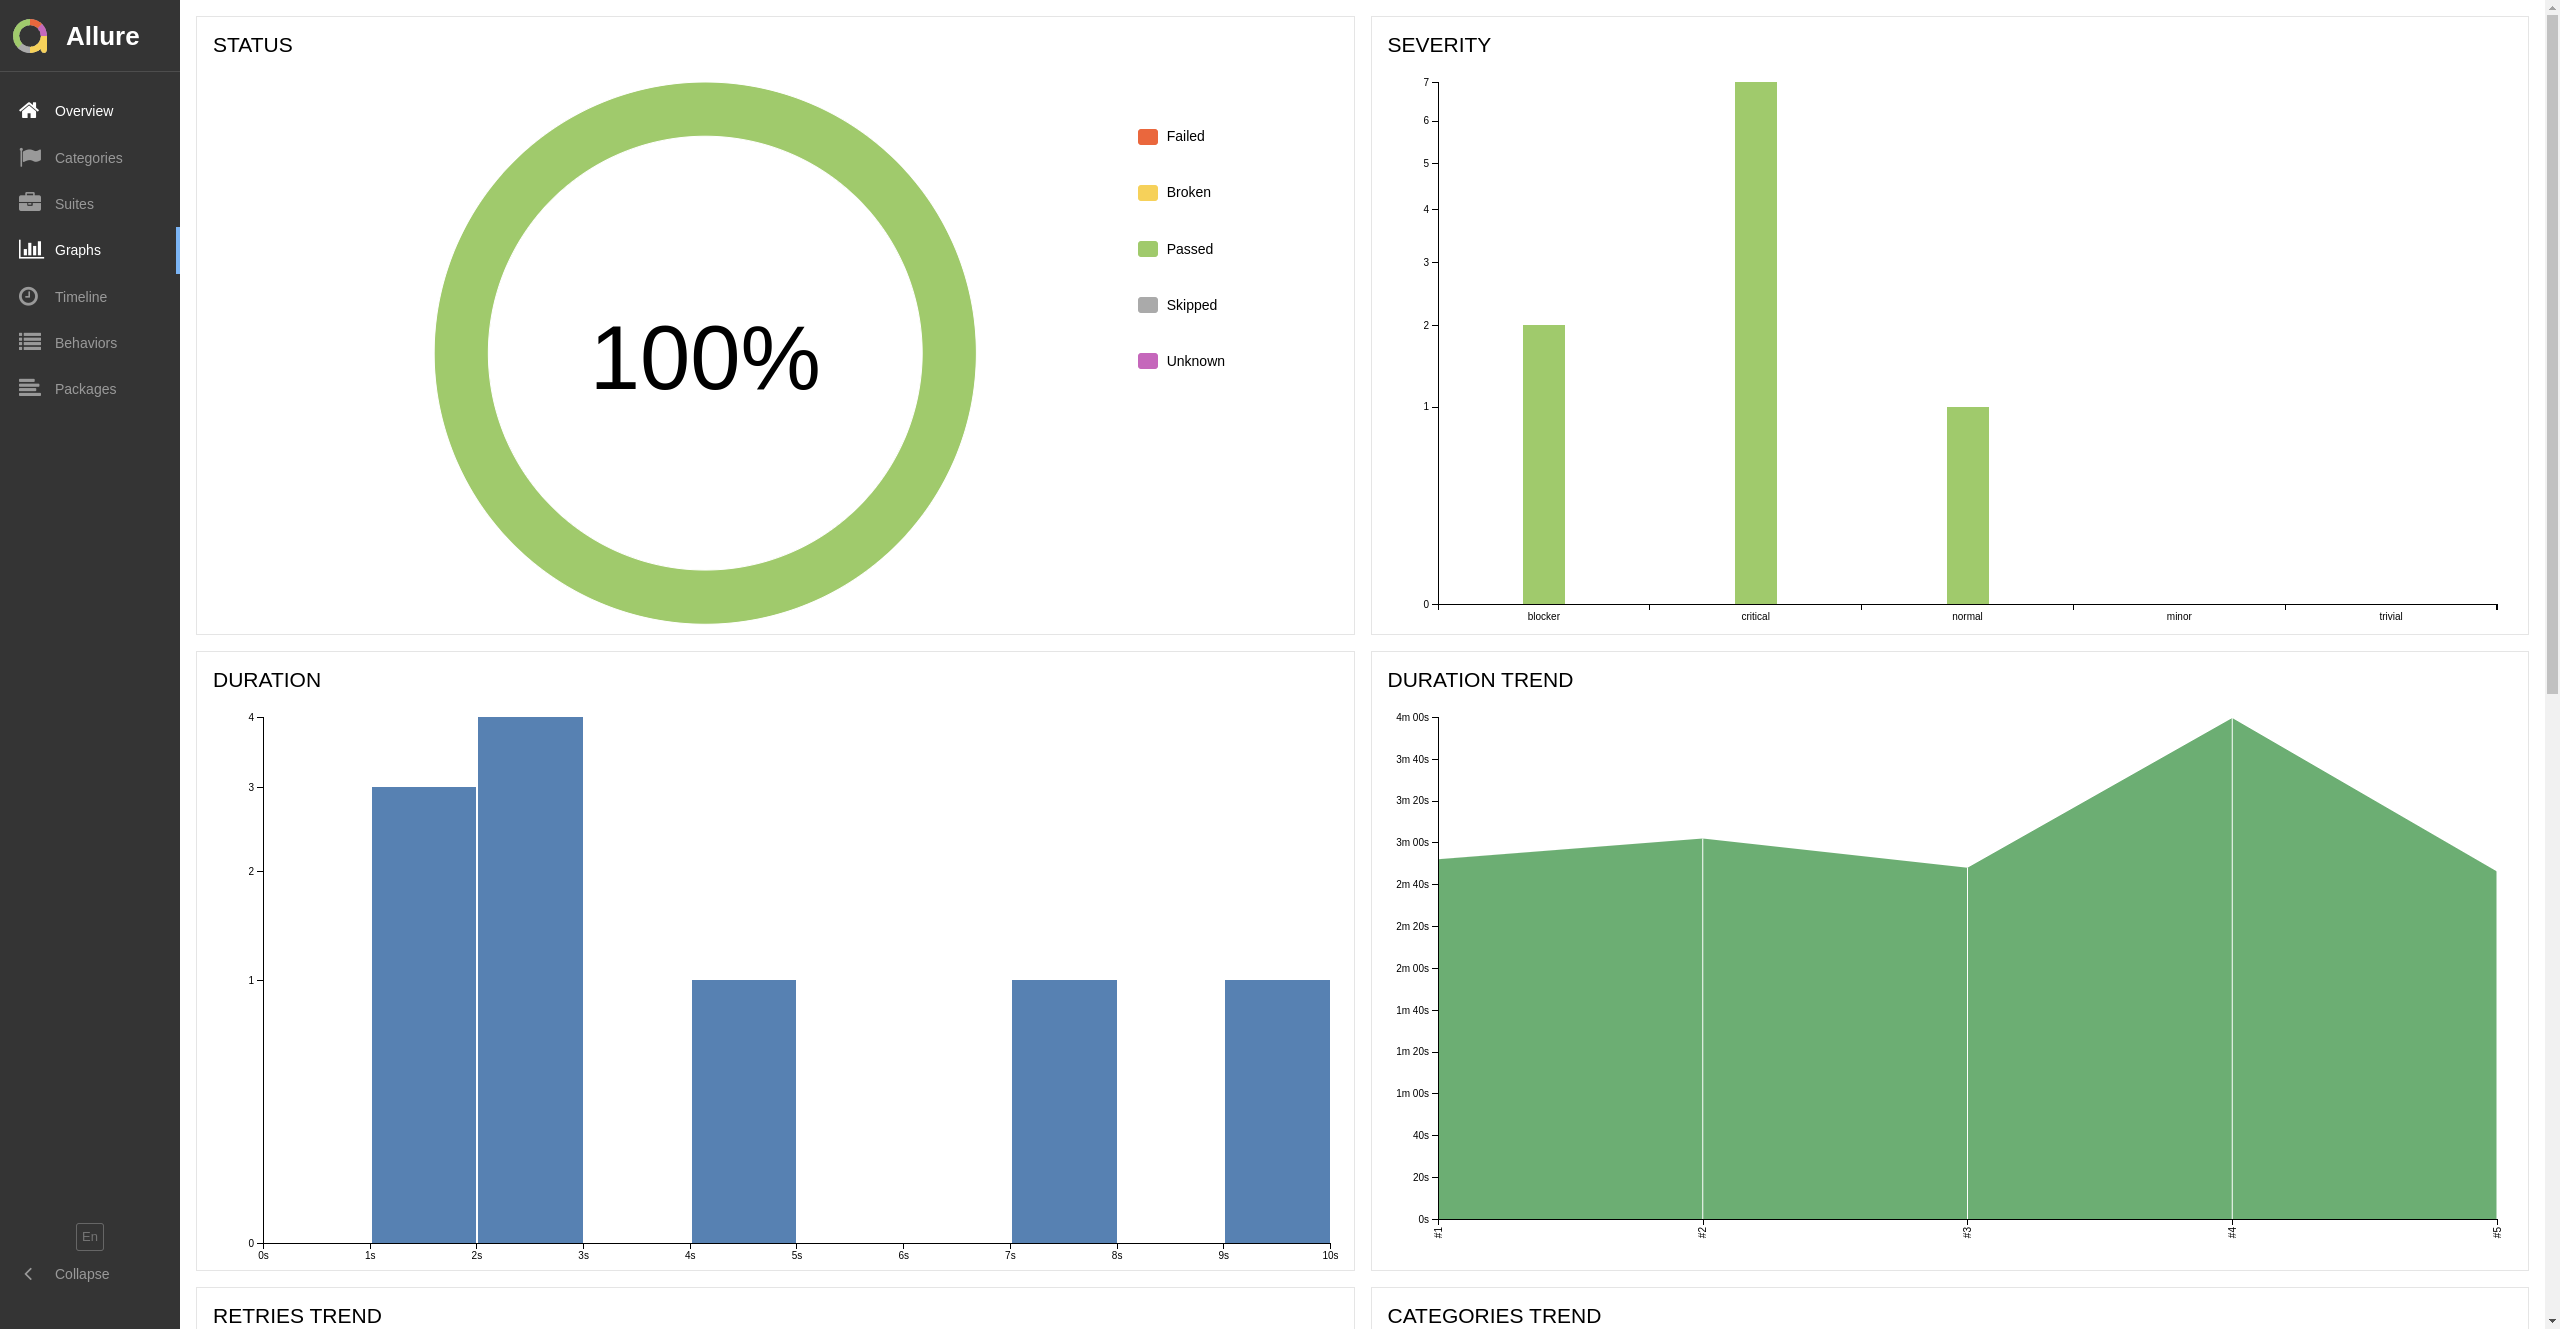 Allure
Overview
Categories
Suites
Graphs
Timeline
Behaviors
Packages
En
Collapse
STATUS
100%
Failed
Broken
Passed
Skipped
Unknown
SEVERITY
7
6
5
4
3
2
1
0
blocker critical normal minor trivial
DURATION
4
3
2
1
0
0s 1s 2s 3s 4s 5s 6s 7s 8s 9s 10s
DURATION TREND
4m 00s
3m 40s
3m 20s
3m 00s
2m 40s
2m 20s
2m 00s
1m 40s
1m 20s
1m 00s
40s
20s
0s
#1 #2 #3 #4 #5
RETRIES TREND
CATEGORIES TREND